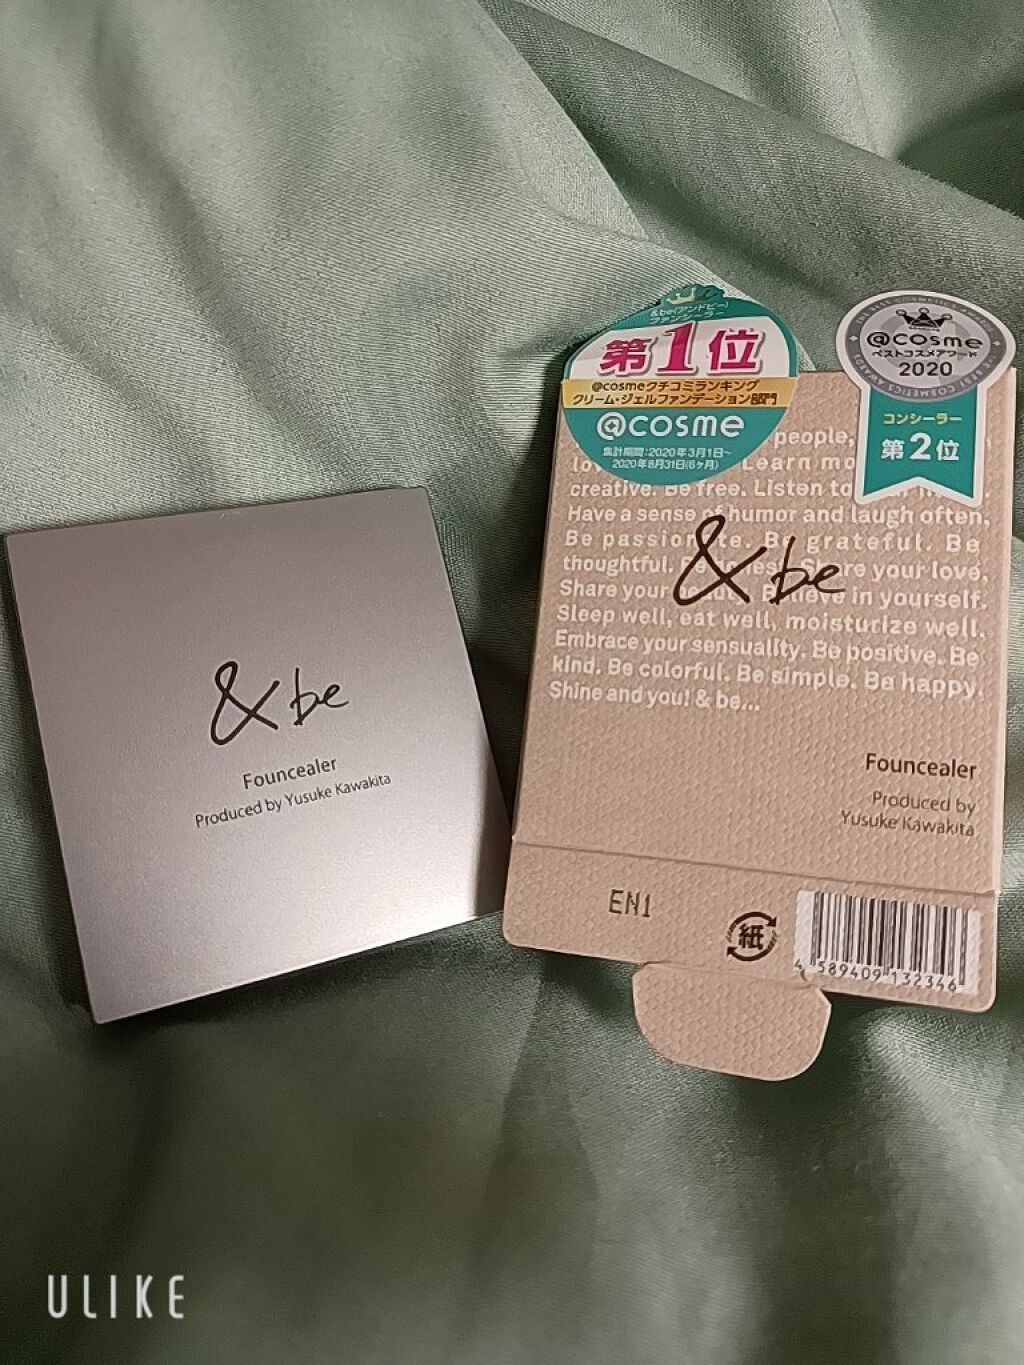 &be(アンドビー)
ファンシーラー
第1位
@cosmeクチコミランキング
クリーム・ジェルファンデーション部門
@cosme
集計期間:2020年3月1日~
2020年8月31日(6ヶ月)
@cosme
ベストコスメアワード
2020
コンシーラー
第2位
people,
Learn mo
creative. Be free. Listen to
Have a sense of humor and laugh often.
Be passionate. Be grateful. Be
thoughtful. Share your love.
Share your Believe in yourself.
Sleep well, eat well, moisturize well.
Embrace your sensuality. Be positive. Be
kind. Be colorful. Be simple. Be happy.
Shine and you! & be...
&be
Founcealer
Produced by
Yusuke Kawakita
EN1
紙
4 589409 132346
&be
Founcealer
Produced by Yusuke Kawakita
ULIKE